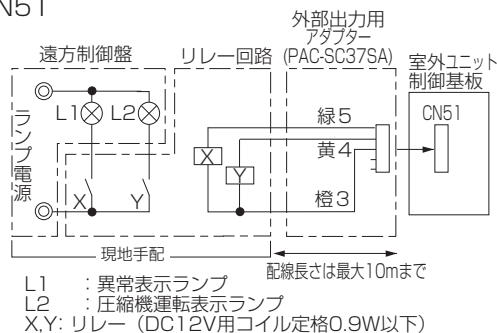 CN51
外部出力用
アダプター
(PAC-SC37SA)
遠方制御盤
リレー回路
室外ユニット
制御基板
L1
L2
CN51
緑5
黄4
橙3
X
Y
ランプ電源
X
Y
現地手配
配線長さは最大10mまで
L1 :異常表示ランプ
L2 :圧縮機運転表示ランプ
X,Y:リレー(DC12V用コイル定格0.9W以下)